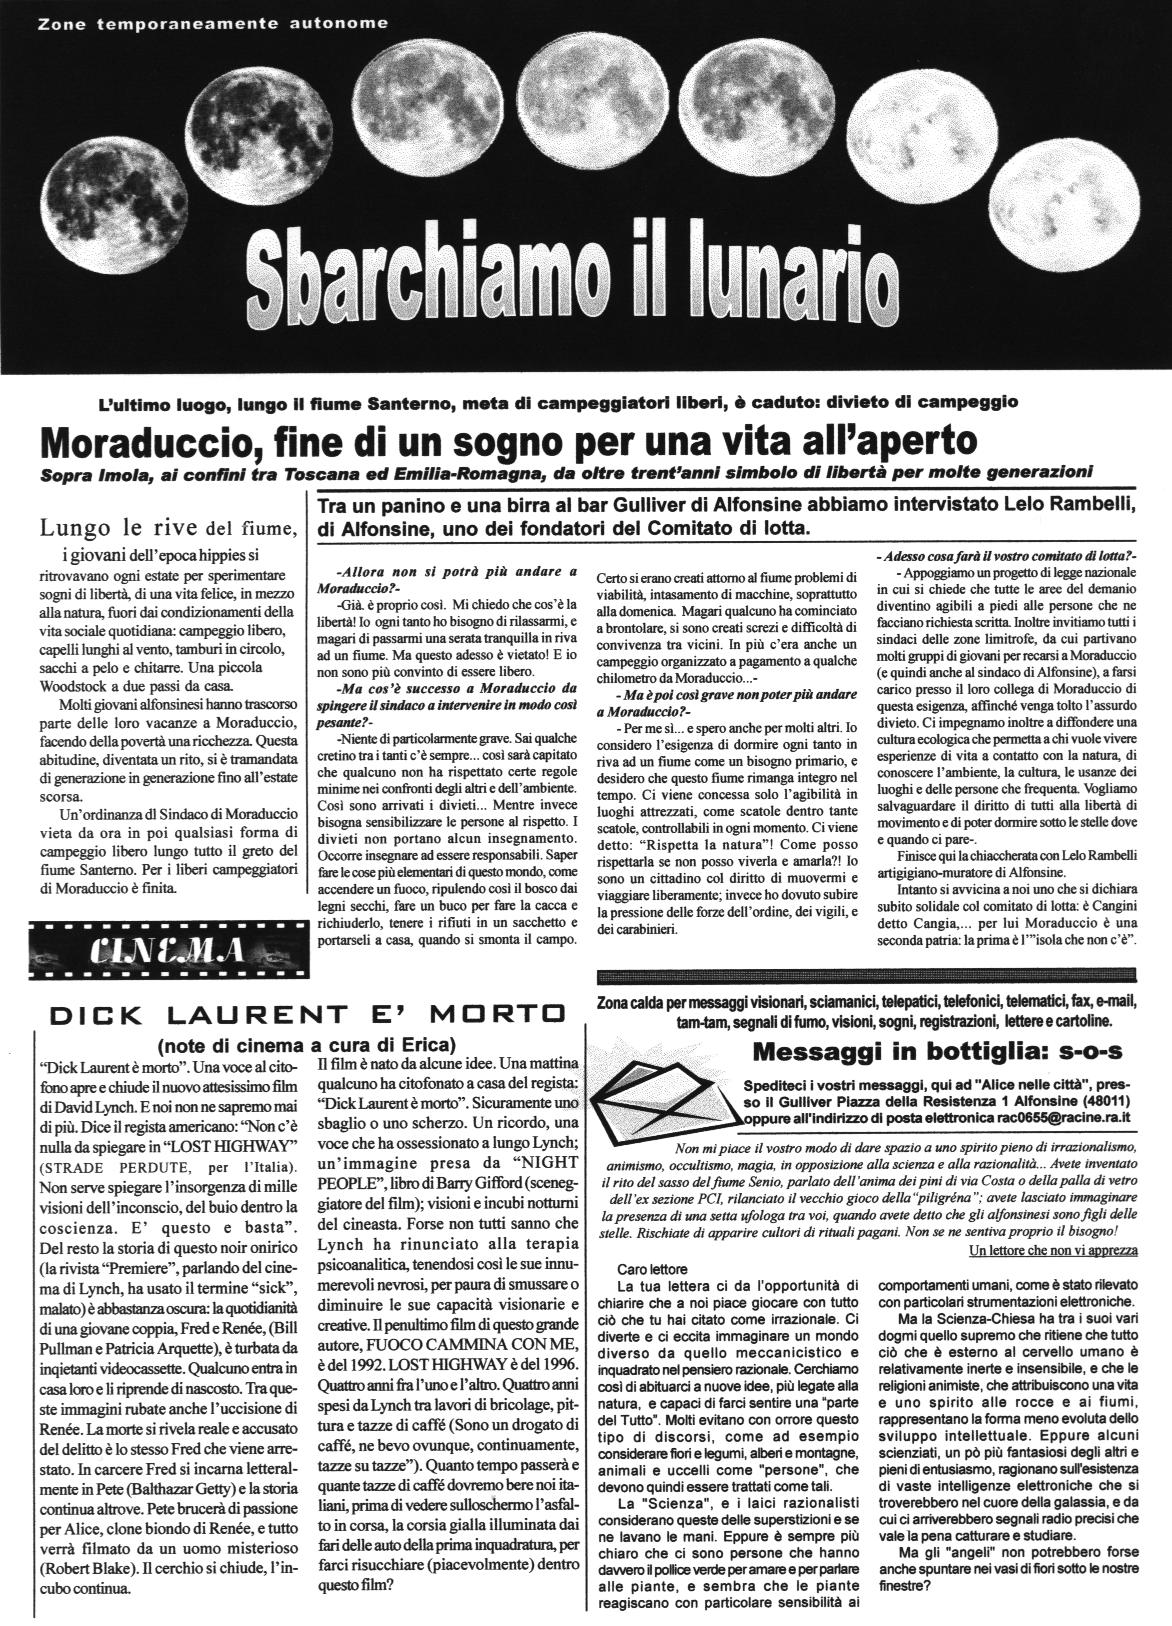 Zone temporaneamente autonome
Sbarchiamo il lunario
L'ultimo luogo, lungo il fiume Santerno, meta di campeggiatori liberi, è caduto: divieto di campeggio
Moraduccio, fine di un sogno per una vita all'aperto
Sopra Imola, ai confini tra Toscana ed Emilia-Romagna, da oltre trent'anni simbolo di libertà per molte generazioni
Lungo le rive del fiume,
i giovani dell'epoca hippies si
ritrovavano ogni estate per sperimentare
sogni di libertà, di una vita felice, in mezzo
alla natura, fuori dai condizionamenti della
vita sociale quotidiana: campeggio libero,
capelli lunghi al vento, tamburi in circolo,
sacchi a pelo e chitarre. Una piccola
Woodstock a due passi da casa.
Molti giovani alfonsinesi hanno trascorso
parte delle loro vacanze a Moraduccio,
facendo della povertà una ricchezza. Questa
abitudine, diventata un rito, si è tramandata
di generazione in generazione fino all'estate
scorsa.
Un'ordinanza dl Sindaco di Moraduccio
vieta da ora in poi qualsiasi forma di
campeggio libero lungo tutto il greto del
fiume Santerno. Per i liberi campeggiatori
di Moraduccio è finita.
Tra un panino e una birra al bar Gulliver di Alfonsine abbiamo intervistato Lelo Rambelli,
di Alfonsine, uno dei fondatori del Comitato di lotta.
-Allora non si potrà più andare a
Moraduccio?-
-Già. è proprio così. Mi chiedo che cos'è la
libertà! Io ogni tanto ho bisogno di rilassarmi, e
magari di passarmi una serata tranquilla in riva
ad un fiume. Ma questo adesso è vietato! E io
non sono più convinto di essere libero.
-Ma cos'è successo a Moraduccio da
spingere il sindaco a intervenire in modo così
pesante?-
-Niente di particolarmente grave. Sai qualche
cretino tra i tanti c'è sempre... così sarà capitato
che qualcuno non ha rispettato certe regole
minime nei confronti degli altri e dell'ambiente.
Così sono arrivati i divieti... Mentre invece
bisogna sensibilizzare le persone al rispetto. I
divieti non portano alcun insegnamento.
Occorre insegnare ad essere responsabili. Saper
fare le cose più elementari di questo mondo, come
accendere un fuoco, ripulendo così il bosco dai
legni secchi, fare un buco per fare la cacca e
richiuderlo, tenere i rifiuti in un sacchetto e
portarseli a casa, quando si smonta il campo.
Certo si erano creati attorno al fiume problemi di
viabilità, intasamento di macchine, soprattutto
alla domenica. Magari qualcuno ha cominciato
a brontolare, si sono creati screzi e difficoltà di
convivenza tra vicini. In più c'era anche un
campeggio organizzato a pagamento a qualche
chilometro da Moraduccio...-
- Ma è poi così grave non poter più andare
a Moraduccio?-
- Per me sì... e spero anche per molti altri. Io
considero l'esigenza di dormire ogni tanto in
riva ad un fiume come un bisogno primario, e
desidero che questo fiume rimanga integro nel
tempo. Ci viene concessa solo l'agibilità in
luoghi attrezzati, come scatole dentro tante
scatole, controllabili in ogni momento. Ci viene
detto: "Rispetta la natura"! Come posso
rispettarla se non posso viverla e amarla?! Io
sono un cittadino col diritto di muovermi e
viaggiare liberamente; invece ho dovuto subire
la pressione delle forze dell'ordine, dei vigili, e
dei carabinieri.
- Adesso cosa farà il vostro comitato di lotta?-
- Appoggiamo un progetto di legge nazionale
in cui si chiede che tutte le aree del demanio
diventino agibili a piedi alle persone che ne
facciano richiesta scritta. Inoltre invitiamo tutti i
sindaci delle zone limitrofe, da cui partivano
molti gruppi di giovani per recarsi a Moraduccio
(e quindi anche al sindaco di Alfonsine), a farsi
carico presso il loro collega di Moraduccio di
questa esigenza, affinché venga tolto l'assurdo
divieto. Ci impegnamo inoltre a diffondere una
cultura ecologica che permetta a chi vuole vivere
esperienze di vita a contatto con la natura, di
conoscere l'ambiente, la cultura, le usanze dei
luoghi e delle persone che frequenta. Vogliamo
salvaguardare il diritto di tutti alla libertà di
movimento e di poter dormire sotto le stelle dove
e quando ci pare-.
Finisce qui la chiaccherata con Lelo Rambelli
artigigiano-muratore di Alfonsine.
Intanto si avvicina a noi uno che si dichiara
subito solidale col comitato di lotta: è Cangini
detto Cangia,... per lui Moraduccio è una
seconda patria: la prima è l'"isola che non c'è".
CINEMA
DICK LAURENT E' MORTO
(note di cinema a cura di Erica)
"Dick Laurent è morto". Una voce al cito-
fono apre e chiude il nuovo attesissimo film
di David Lynch. E noi non ne sapremo mai
di più. Dice il regista americano: "Non c'è
nulla da spiegare in "LOST HIGHWAY"
(STRADE PERDUTE, per l'Italia).
Non serve spiegare l'insorgenza di mille
visioni dell'inconscio, del buio dentro la
coscienza. E' questo e basta".
Del resto la storia di questo noir onirico
(la rivista "Premiere", parlando del cine-
ma di Lynch, ha usato il termine "sick",
malato) è abbastanza oscura: la quotidianità
di una giovane coppia, Fred e Renée, (Bill
Pullman e Patricia Arquette), è turbata da
inqietanti videocassette. Qualcuno entra in
casa loro e li riprende di nascosto. Tra que-
ste immagini rubate anche l'uccisione di
Renée. La morte si rivela reale e accusato
del delitto è lo stesso Fred che viene arre-
stato. In carcere Fred si incarna letteral-
mente in Pete (Balthazar Getty) e la storia
continua altrove. Pete brucerà di passione
per Alice, clone biondo di Renée, e tutto
verrà filmato da un uomo misterioso
(Robert Blake). Il cerchio si chiude, l'in-
cubo continua.
Il film è nato da alcune idee. Una mattina
qualcuno ha citofonato a casa del regista:
"Dick Laurent è morto". Sicuramente uno
sbaglio o uno scherzo. Un ricordo, una
voce che ha ossessionato a lungo Lynch;
un'immagine presa da "NIGHT
PEOPLE", libro di Barry Gifford (sceneg-
giatore del film); visioni e incubi notturni
del cineasta. Forse non tutti sanno che
Lynch ha rinunciato alla terapia
psicoanalitica, tenendosi così le sue innu-
merevoli nevrosi, per paura di smussare o
diminuire le sue capacità visionarie e
creative. Il penultimo film di questo grande
autore, FUOCO CAMMINA CON ME,
è del 1992. LOST HIGHWAY è del 1996.
Quattro anni fra l'uno e l'altro. Quattro anni
spesi da Lynch tra lavori di bricolage, pit-
tura e tazze di caffé (Sono un drogato di
caffé, ne bevo ovunque, continuamente,
tazze su tazze"). Quanto tempo passerà e
quante tazze di caffé dovremo bere noi ita-
liani, prima di vedere sulloschermo l'asfal-
to in corsa, la corsia gialla illuminata dai
fari delle auto della prima inquadratura, per
farci risucchiare (piacevolmente) dentro
questo film?
Zona calda per messaggi visionari, sciamanici, telepatici, telefonici, telematici, fax, e-mail,
tam-tam, segnali di fumo, visioni, sogni, registrazioni, lettere e cartoline.
Messaggi in bottiglia: s-o-s
Spediteci i vostri messaggi, qui ad "Alice nelle città", pres-
so il Gulliver Piazza della Resistenza 1 Alfonsine (48011)
oppure all'indirizzo di posta elettronica rac0655@racine.ra.it
Non mi piace il vostro modo di dare spazio a uno spirito pieno di irrazionalismo,
animismo, occultismo, magia, in opposizione alla scienza e alla razionalità... Avete inventato
il rito del sasso del fiume Senio, parlato dell'anima dei pini di via Costa o della palla di vetro
dell'ex sezione PCI, rilanciato il vecchio gioco della"piligréna"; avete lasciato immaginare
la presenza di una setta ufologa tra voi, quando avete detto che gli alfonsinesi sono figli delle
stelle. Rischiate di apparire cultori di rituali pagani. Non se ne sentiva proprio il bisogno!
Un lettore che non vi apprezza
Caro lettore
La tua lettera ci da l'opportunità di
chiarire che a noi piace giocare con tutto
ciò che tu hai citato come irrazionale. Ci
diverte e ci eccita immaginare un mondo
diverso da quello meccanicistico e
inquadrato nel pensiero razionale. Cerchiamo
così di abituarci a nuove idee, più legate alla
natura, e capaci di farci sentire una "parte
del Tutto". Molti evitano con orrore questo
tipo di discorsi, come ad esempio
considerare fiori e legumi, alberi e montagne,
animali e uccelli come "persone", che
devono quindi essere trattati come tali.
La "Scienza", e i laici razionalisti
considerano queste delle superstizioni e se
ne lavano le mani. Eppure è sempre più
chiaro che ci sono persone che hanno
davvero il pollice verde per amare e per parlare
alle piante, e sembra che le piante
reagiscano con particolare sensibilità ai
comportamenti umani, come è stato rilevato
con particolari strumentazioni elettroniche.
Ma la Scienza-Chiesa ha tra i suoi vari
dogmi quello supremo che ritiene che tutto
ciò che è esterno al cervello umano è
relativamente inerte e insensibile, e che le
religioni animiste, che attribuiscono una vita
e uno spirito alle rocce e ai fiumi,
rappresentano la forma meno evoluta dello
sviluppo intellettuale. Eppure alcuni
scienziati, un pò più fantasiosi degli altri e
pieni di entusiasmo, ragionano sull'esistenza
di vaste intelligenze elettroniche che si
troverebbero nel cuore della galassia, e da
cui ci arriverebbero segnali radio precisi che
vale la pena catturare e studiare.
Ma gli "angeli" non potrebbero forse
anche spuntare nei vasi di fiori sotto le nostre
finestre?